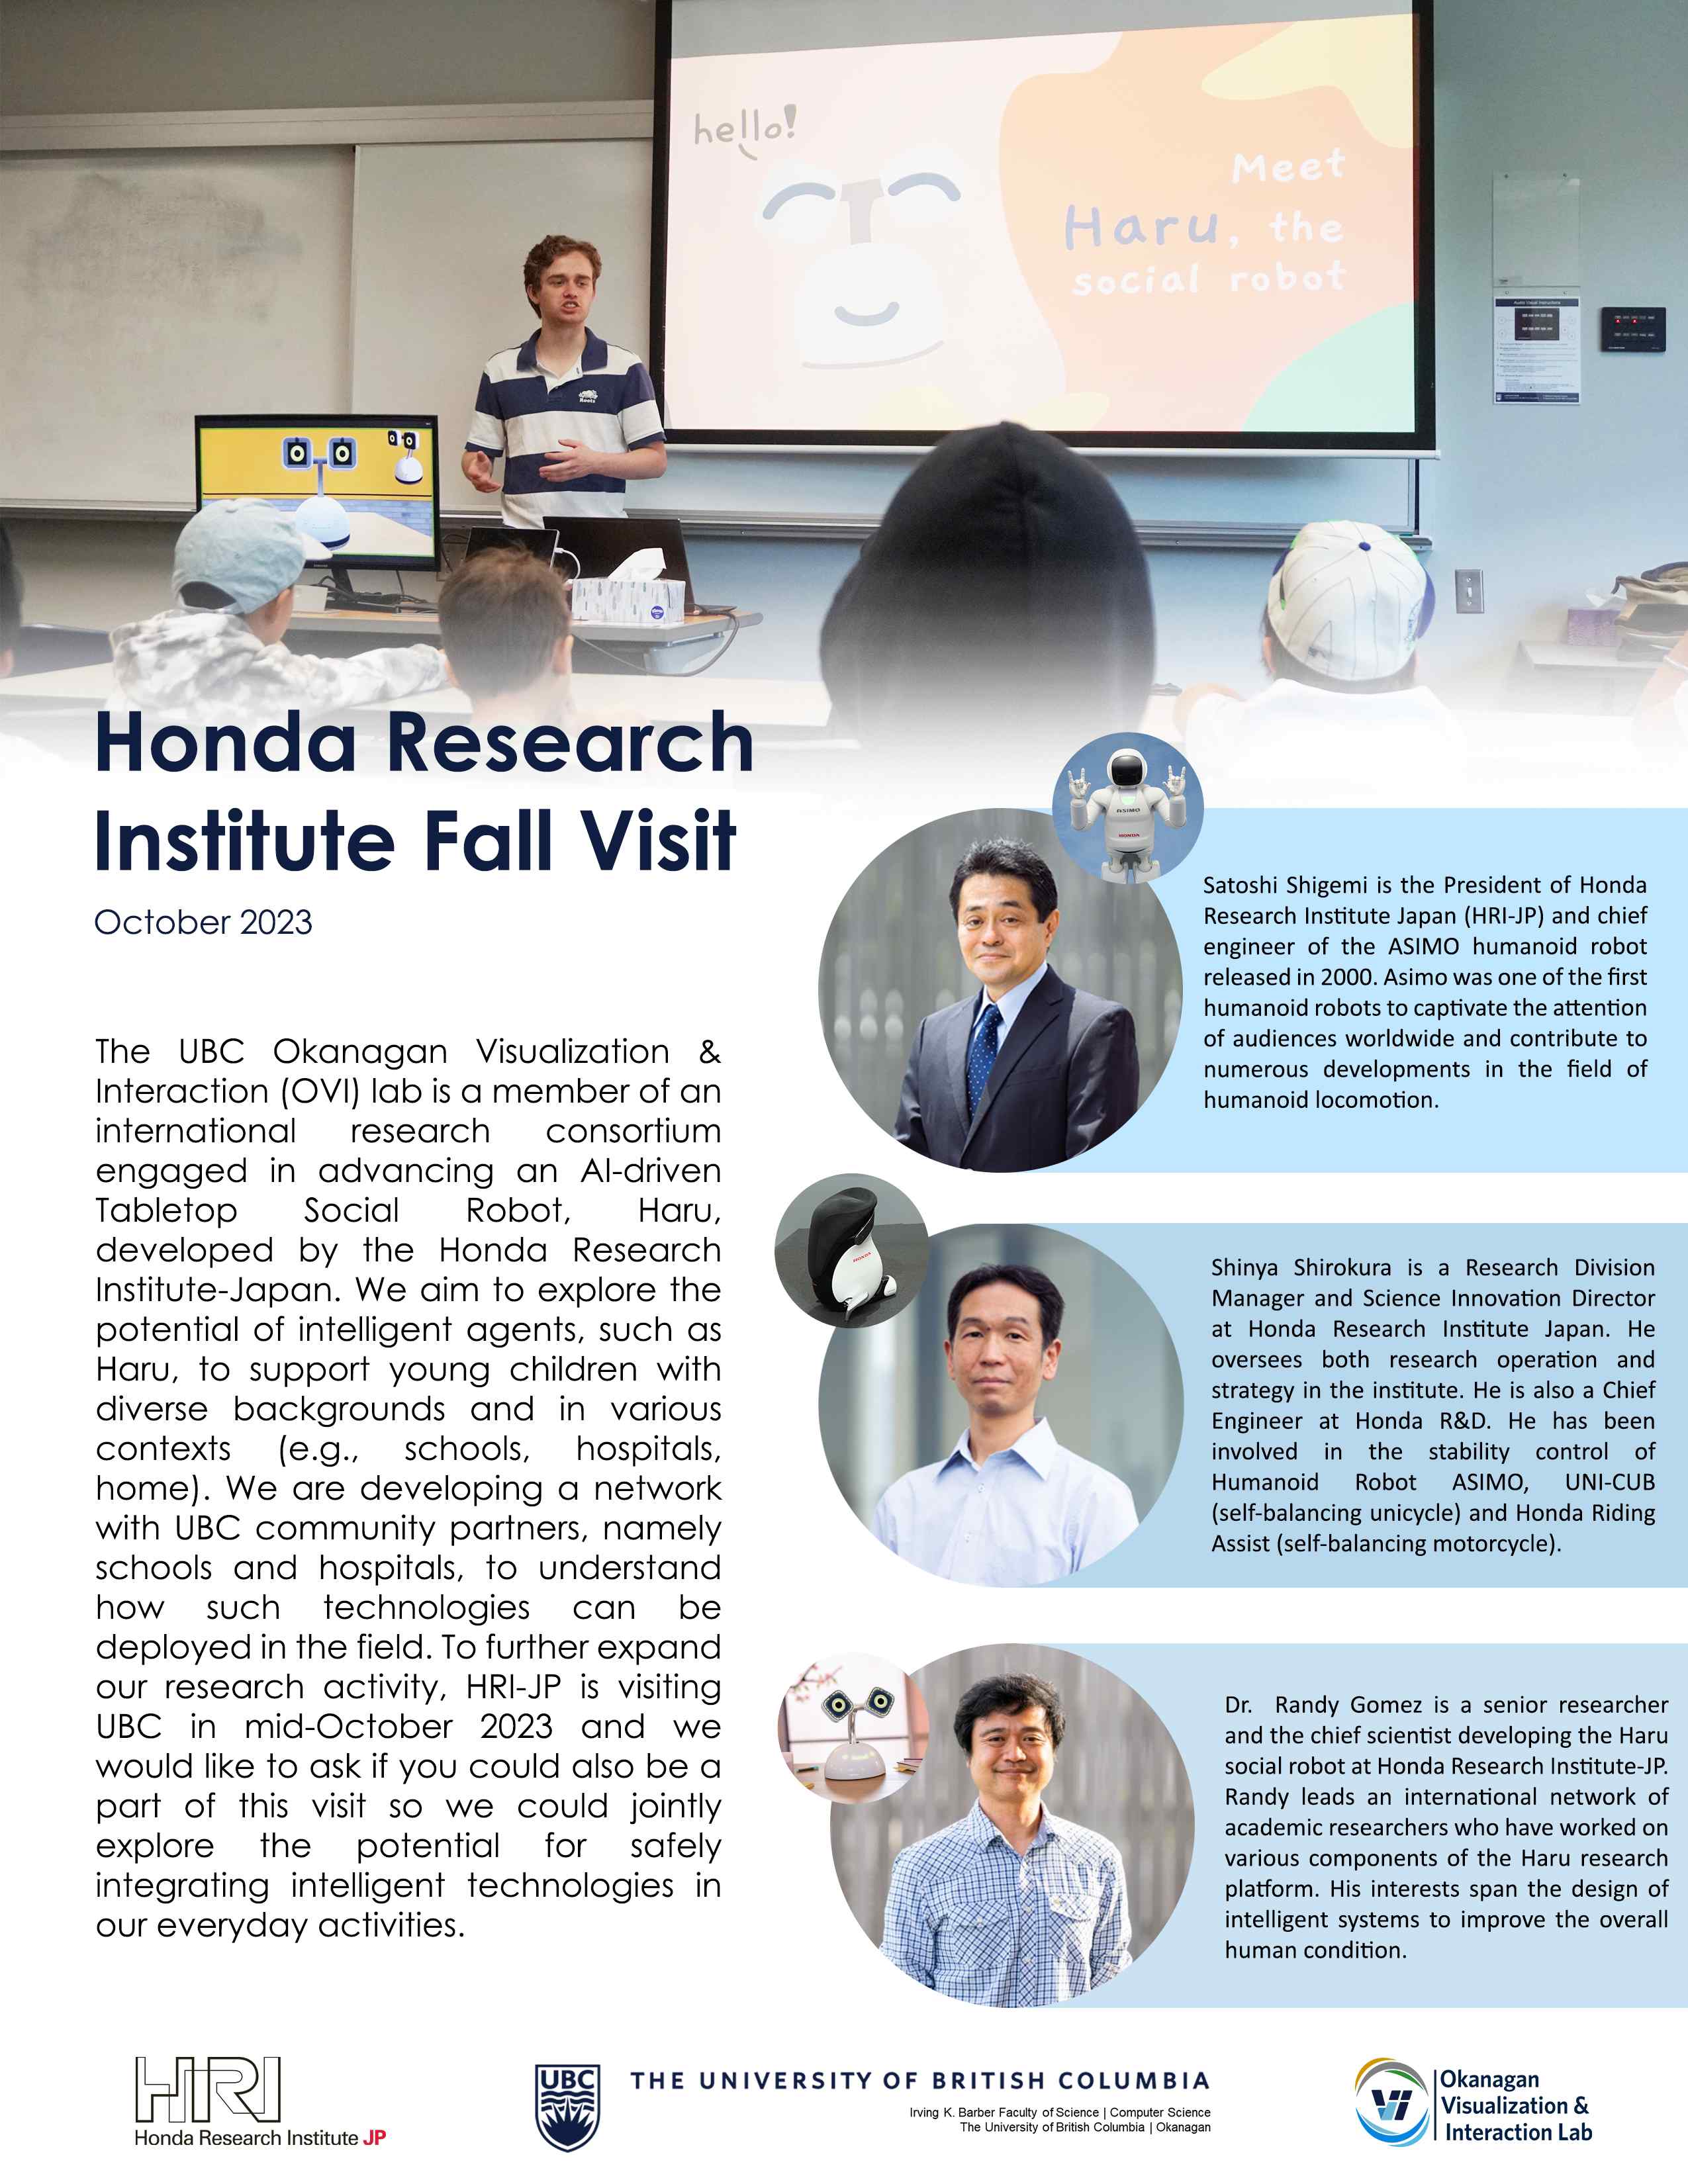 hello!
Meet
Haru, the
social robot
Roots
Honda Research
Institute Fall Visit
October 2023
The UBC Okanagan Visualization &
Interaction (OVI) lab is a member of an
international research consortium
engaged in advancing an AI-driven
Tabletop Social Robot, Haru,
developed by the Honda Research
Institute-Japan. We aim to explore the
potential of intelligent agents, such as
Haru, to support young children with
diverse backgrounds and in various
contexts (e.g., schools, hospitals,
home). We are developing a network
with UBC community partners, namely
schools and hospitals, to understand
how such technologies can be
deployed in the field. To further expand
our research activity, HRI-JP is visiting
UBC in mid-October 2023 and we
would like to ask if you could also be a
part of this visit so we could jointly
explore the potential for safely
integrating intelligent technologies in
our everyday activities.
ASIMO
HONDA
Satoshi Shigemi is the President of Honda
Research Institute Japan (HRI-JP) and chief
engineer of the ASIMO humanoid robot
released in 2000. Asimo was one of the first
humanoid robots to captivate the attention
of audiences worldwide and contribute to
numerous developments in the field of
humanoid locomotion.
HONDA
Shinya Shirokura is a Research Division
Manager and Science Innovation Director
at Honda Research Institute Japan. He
oversees both research operation and
strategy in the institute. He is also a Chief
Engineer at Honda R&D. He has been
involved in the stability control of
Humanoid Robot ASIMO, UNI-CUB
(self-balancing unicycle) and Honda Riding
Assist (self-balancing motorcycle).
Dr. Randy Gomez is a senior researcher
and the chief scientist developing the Haru
social robot at Honda Research Institute-JP.
Randy leads an international network of
academic researchers who have worked on
various components of the Haru research
platform. His interests span the design of
intelligent systems to improve the overall
human condition.
HRI
Honda Research Institute JP
UBC
THE UNIVERSITY OF BRITISH COLUMBIA
Irving K. Barber Faculty of Science | Computer Science
The University of British Columbia | Okanagan
Okanagan
Visualization &
Interaction Lab